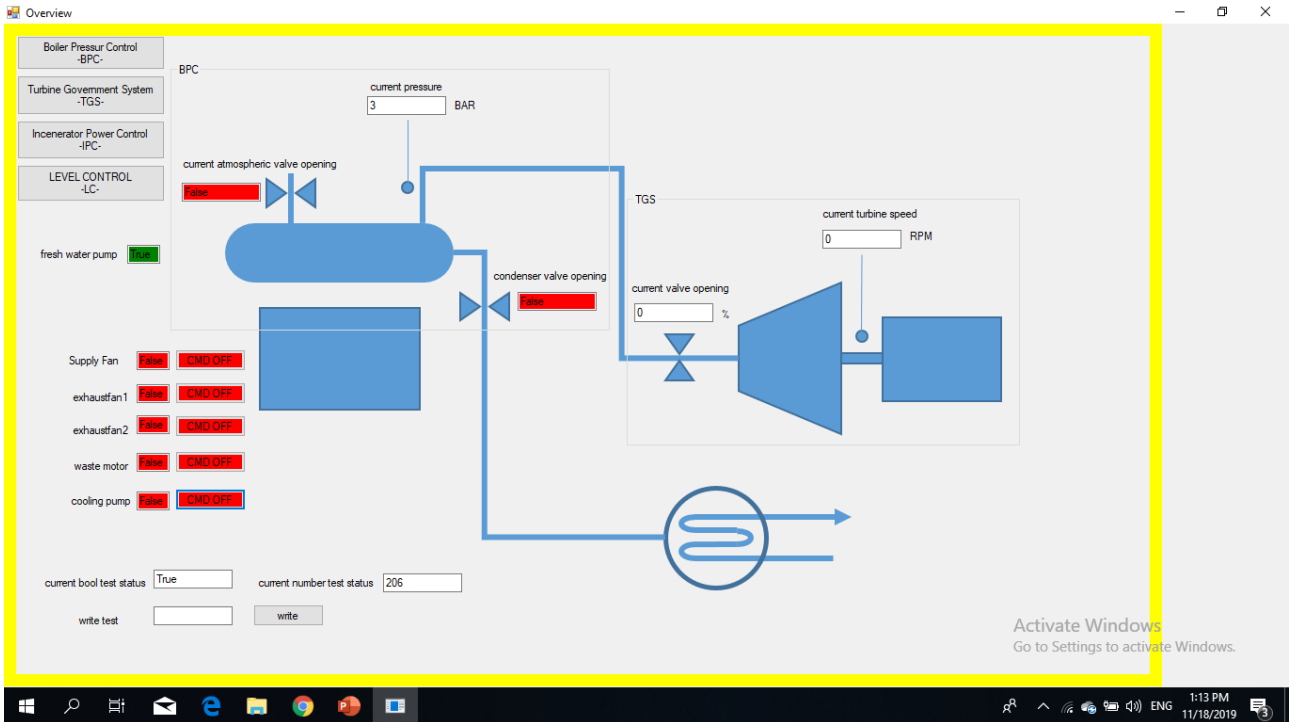 Overview
Boiler Pressur Control
-BPC-
Turbine Government System
-TGS-
Incenerator Power Control
-IPC-
LEVEL CONTROL
-LC-
BPC
current pressure
3 BAR
current atmospheric valve opening
False
fresh water pump True
condenser valve opening
False
TGS
current turbine speed
0 RPM
current valve opening
0 %
Supply Fan False CMD OFF
exhaustfan1 False CMD OFF
exhaustfan2 False CMD OFF
waste motor False CMD OFF
cooling pump False CMD OFF
current bool test status True current number test status 206
write test write
Activate Windows
Go to Settings to activate Windows.
ENG
1:13 PM
11/18/2019
3